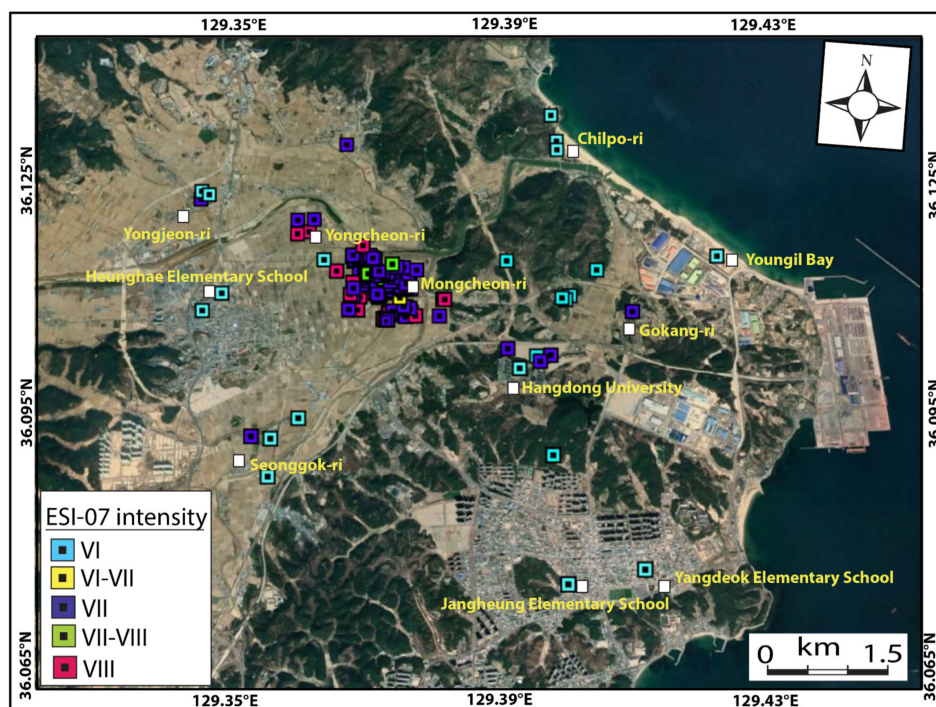 129.35°E
129.39°E
129.43°E
N
36.125°N
36.125°N
Chilpo-ri
Yongjeon-ri
Yongcheon-ri
Heunghae Elementary School
Mongcheon-ri
Youngil Bay
Gokang-ri
Hangdong University
36.095°N
36.095°N
Seonggok-ri
ESI-07 intensity
VI
VI-VII
VII
VII-VIII
VIII
Yangdeok Elementary School
Jangheung Elementary School
km
0 1.5
36.065°N
36.065°N
129.35°E
129.39°E
129.43°E